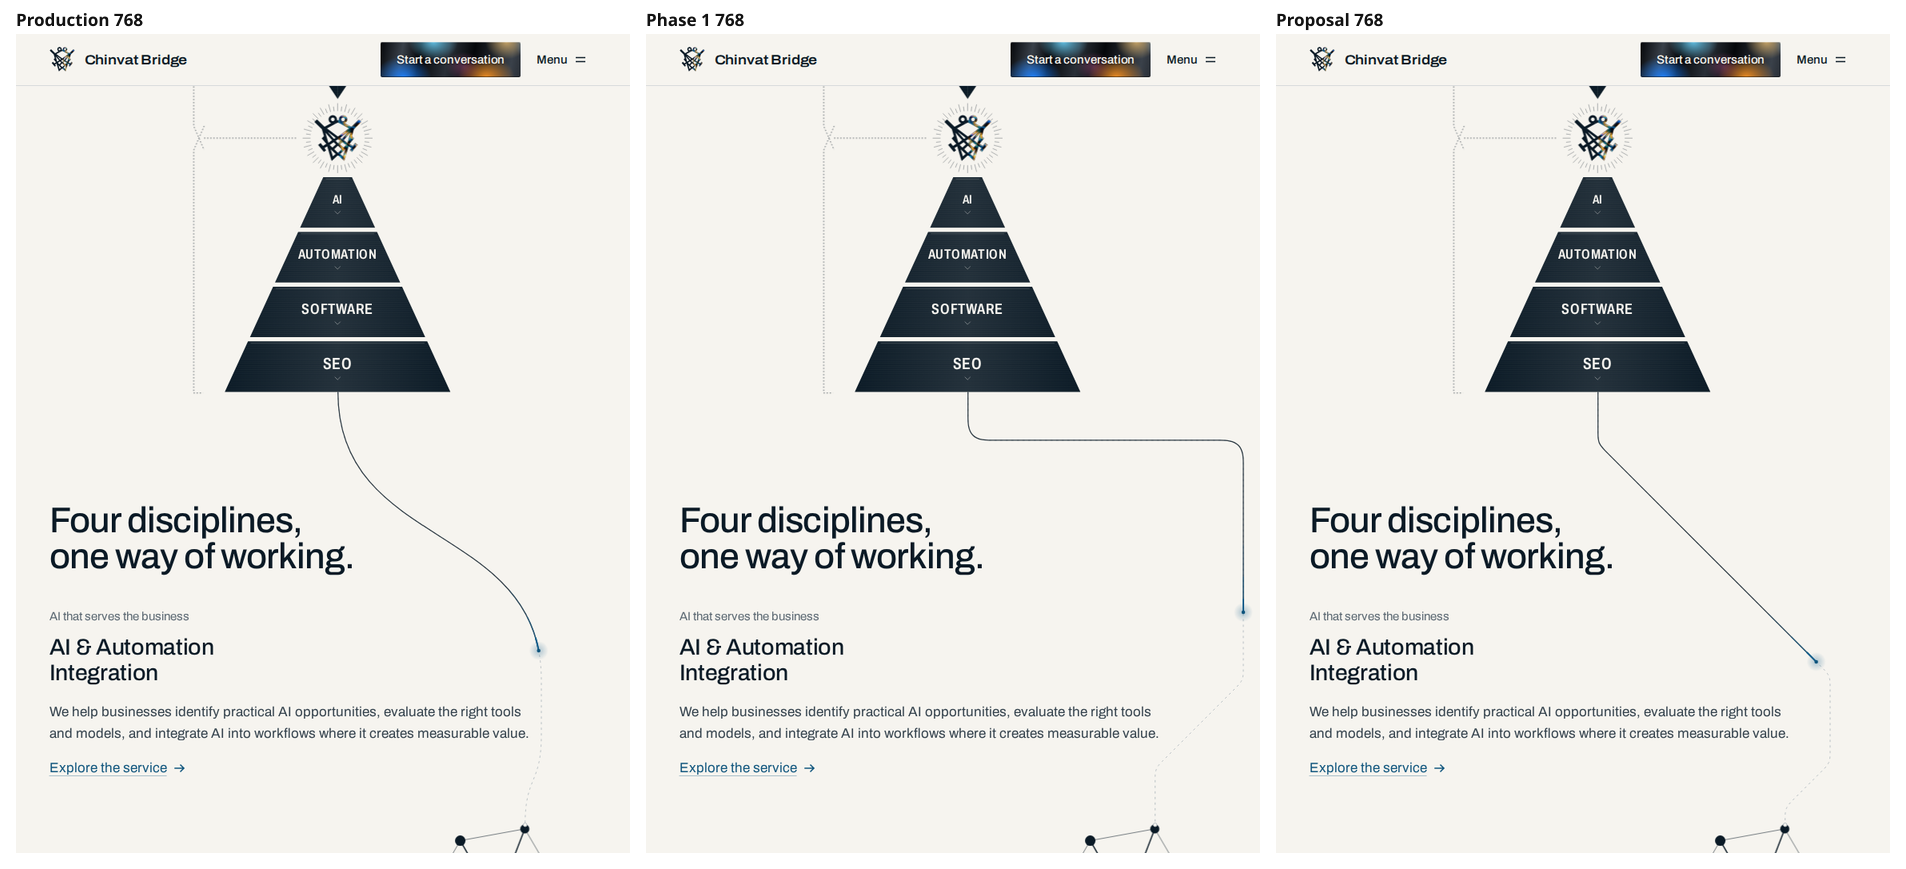 Production 768
Chinvat Bridge
Start a conversation
Menu
AI
AUTOMATION
SOFTWARE
SEO
Four disciplines,
one way of working.
AI that serves the business
AI & Automation
Integration
We help businesses identify practical AI opportunities, evaluate the right tools
and models, and integrate AI into workflows where it creates measurable value.
Explore the service →
Phase 1 768
Chinvat Bridge
Start a conversation
Menu
AI
AUTOMATION
SOFTWARE
SEO
Four disciplines,
one way of working.
AI that serves the business
AI & Automation
Integration
We help businesses identify practical AI opportunities, evaluate the right tools
and models, and integrate AI into workflows where it creates measurable value.
Explore the service →
Proposal 768
Chinvat Bridge
Start a conversation
Menu
AI
AUTOMATION
SOFTWARE
SEO
Four disciplines,
one way of working.
AI that serves the business
AI & Automation
Integration
We help businesses identify practical AI opportunities, evaluate the right tools
and models, and integrate AI into workflows where it creates measurable value.
Explore the service →